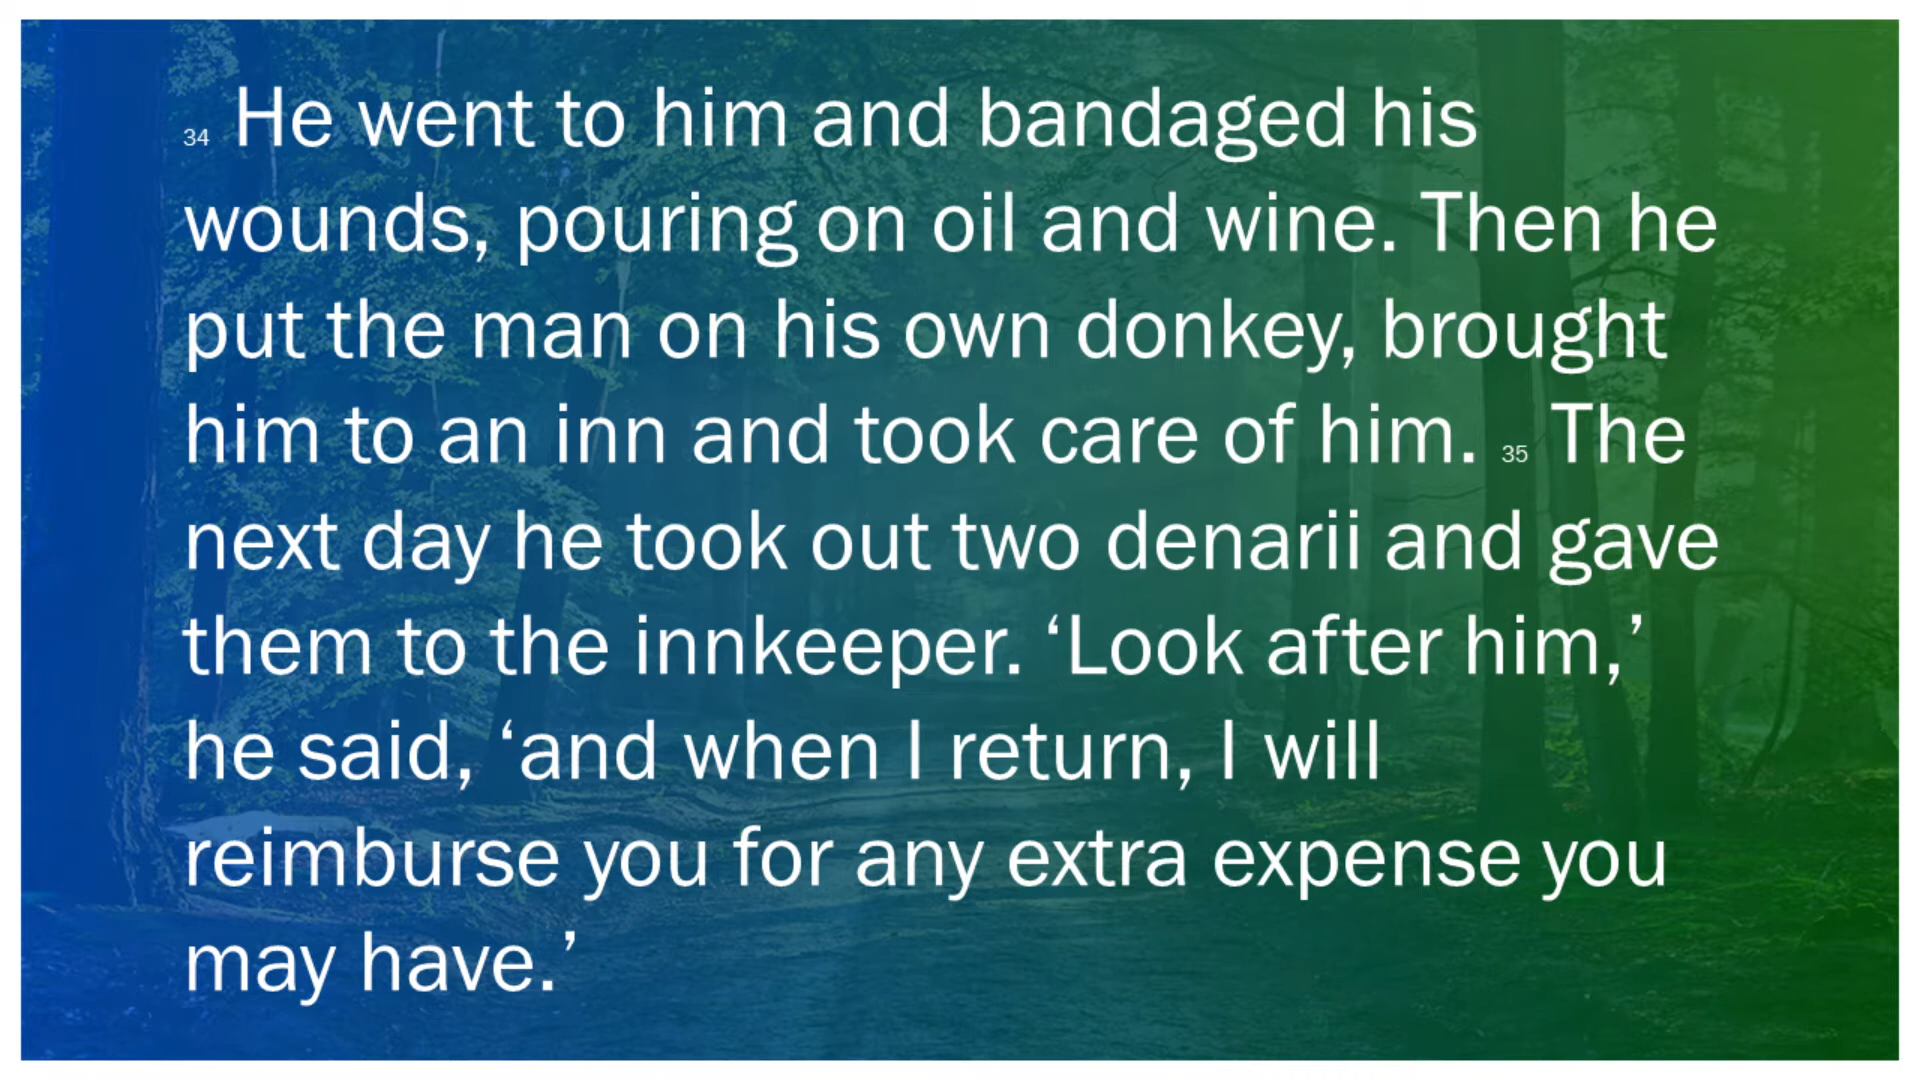 34 He went to him and bandaged his
wounds, pouring on oil and wine. Then he
put the man on his own donkey, brought
him to an inn and took care of him. 35 The
next day he took out two denarii and gave
them to the innkeeper. ‘Look after him,’
he said, ‘and when I return, I will
reimburse you for any extra expense you
may have.’